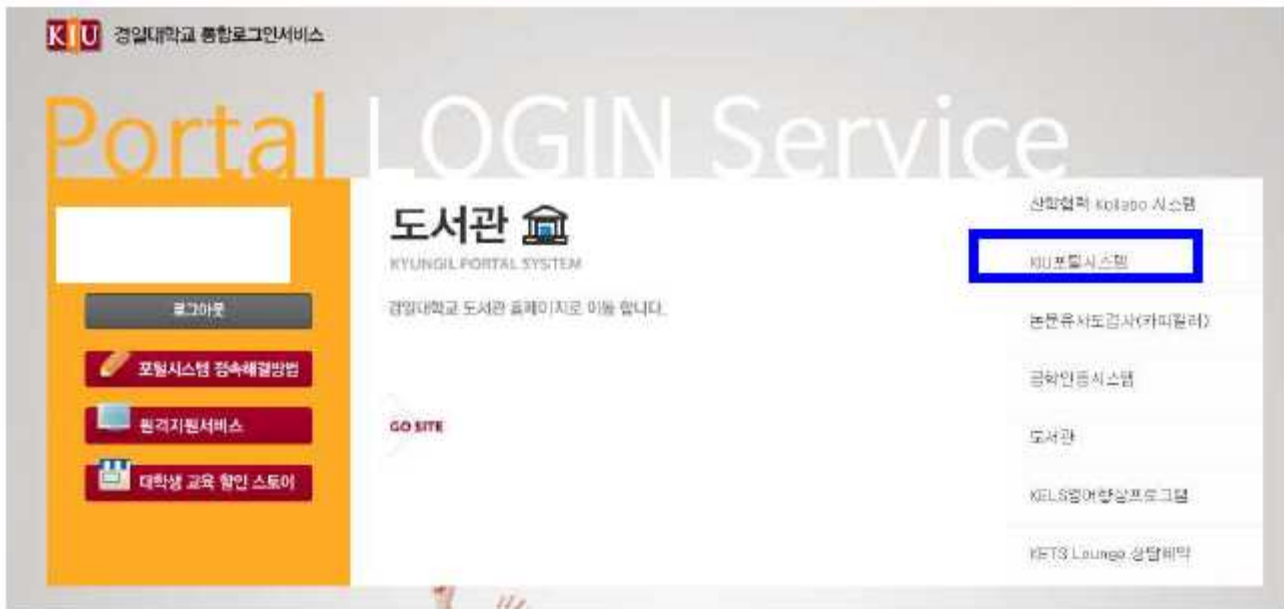 KIU 경일대학교 통합로그인서비스
Portal LOGIN Service
로그아웃
포털시스템 접속해결방법
원격지원서비스
대학생 교육 할인 스토어
도서관
KYUNGIL PORTAL SYSTEM
경일대학교 도서관 홈페이지로 이동 합니다.
GO SITE
산학협력 Kollabo 시스템
KIU포털시스템
논문유사도검사(카피킬러)
공학인증시스템
도서관
KELS영어향상프로그램
KETS Lounge 상담예약